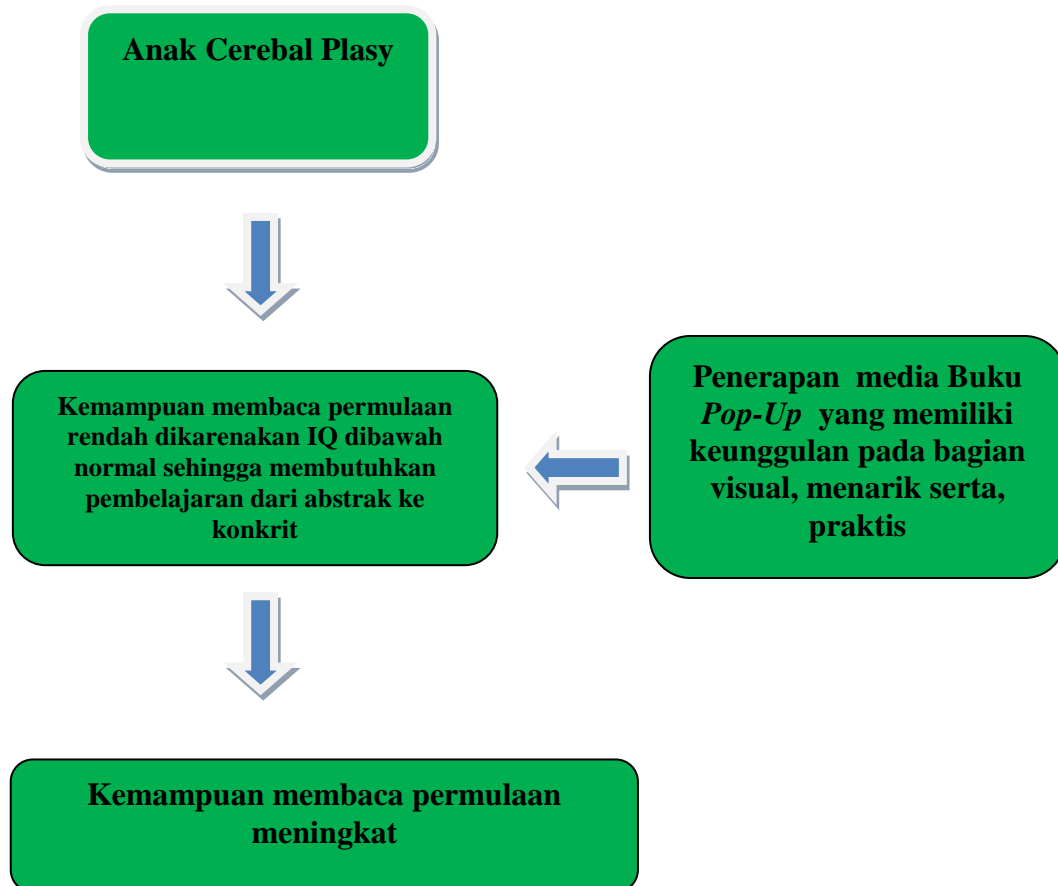 Anak Cerebal Plasy
Kemampuan membaca permulaan
rendah dikarenakan IQ dibawah
normal sehingga membutuhkan
pembelajaran dari abstrak ke
konkrit
Penerapan media Buku
Pop-Up yang memiliki
keunggulan pada bagian
visual, menarik serta,
praktis
Kemampuan membaca permulaan
meningkat